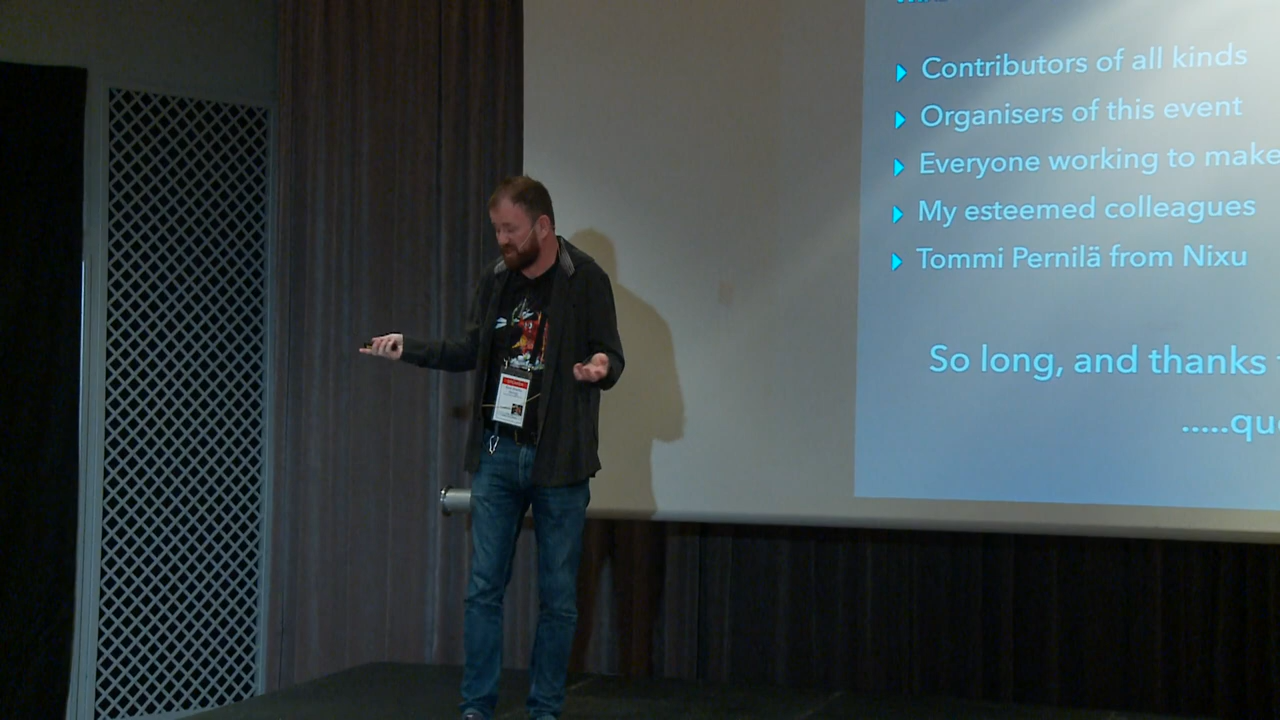 Contributors of all kinds
Organisers of this event
Everyone working to make
My esteemed colleagues
Tommi Pernilä from Nixu
So long, and thanks
.....qu
SPEAKER